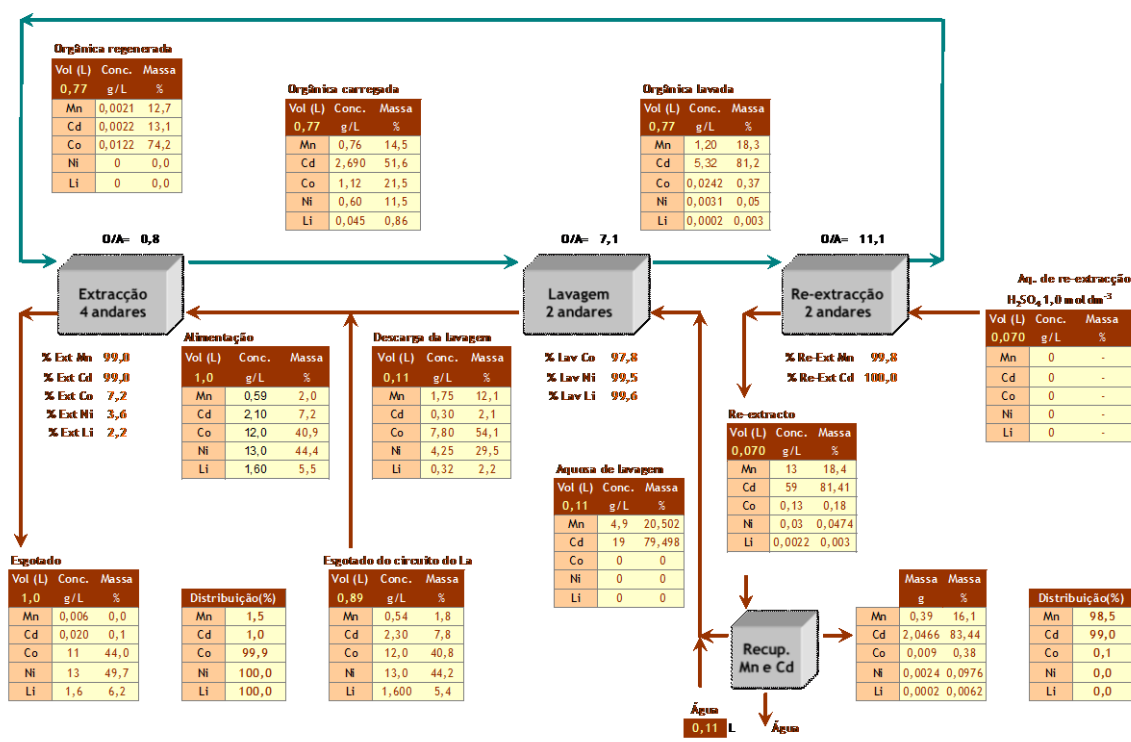 Orgânica regenerada
Vol (L) Conc. Massa
0,77 g/L %
Mn 0,0021 12,7
Cd 0,0022 13,1
Co 0,0122 74,2
Ni 0 0,0
Li 0 0,0
Orgânica carregada
Vol (L) Conc. Massa
0,77 g/L %
Mn 0,76 14,5
Cd 2,690 51,6
Co 1,12 21,5
Ni 0,60 11,5
Li 0,045 0,86
Orgânica lavada
Vol (L) Conc. Massa
0,77 g/L %
Mn 1,20 18,3
Cd 5,32 81,2
Co 0,0242 0,37
Ni 0,0031 0,05
Li 0,0002 0,003
O/A= 0,8
Extracção
4 andares
O/A= 7,1
Lavagem
2 andares
O/A= 11,1
Re-extracção
2 andares
Aq. de re-extracção
H₂SO₄ 1,0 mol dm⁻³
Vol (L) Conc. Massa
0,070 g/L %
Mn 0 -
Cd 0 -
Co 0 -
Ni 0 -
Li 0 -
% Ext Mn 99,0
% Ext Cd 99,0
% Ext Co 7,2
% Ext Ni 3,6
% Ext Li 2,2
Alimentação
Vol (L) Conc. Massa
1,0 g/L %
Mn 0,59 2,0
Cd 2,10 7,2
Co 12,0 40,9
Ni 13,0 44,4
Li 1,60 5,5
Descarga da lavagem
Vol (L) Conc. Massa
0,11 g/L %
Mn 1,75 12,1
Cd 0,30 2,1
Co 7,80 54,1
Ni 4,25 29,5
Li 0,32 2,2
% Lav Co 97,8
% Lav Ni 99,5
% Lav Li 99,6
% Re-Ext Mn 99,8
% Re-Ext Cd 100,0
Re-extracto
Vol (L) Conc. Massa
0,070 g/L %
Mn 13 18,4
Cd 59 81,41
Co 0,13 0,18
Ni 0,03 0,0474
Li 0,0022 0,003
Aquosa de lavagem
Vol (L) Conc. Massa
0,11 g/L %
Mn 4,9 20,502
Cd 19 79,498
Co 0 0
Ni 0 0
Li 0 0
Esgotado
Vol (L) Conc. Massa
1,0 g/L %
Mn 0,006 0,0
Cd 0,020 0,1
Co 11 44,0
Ni 13 49,7
Li 1,6 6,2
Distribuição(%)
Mn 1,5
Cd 1,0
Co 99,9
Ni 100,0
Li 100,0
Esgotado do circuito do La
Vol (L) Conc. Massa
0,89 g/L %
Mn 0,54 1,8
Cd 2,30 7,8
Co 12,0 40,8
Ni 13,0 44,2
Li 1,600 5,4
Recup.
Mn e Cd
Água
0,11 L
Água
Massa Massa
g %
Mn 0,39 16,1
Cd 2,0466 83,44
Co 0,009 0,38
Ni 0,0024 0,0976
Li 0,0002 0,0062
Distribuição(%)
Mn 98,5
Cd 99,0
Co 0,1
Ni 0,0
Li 0,0